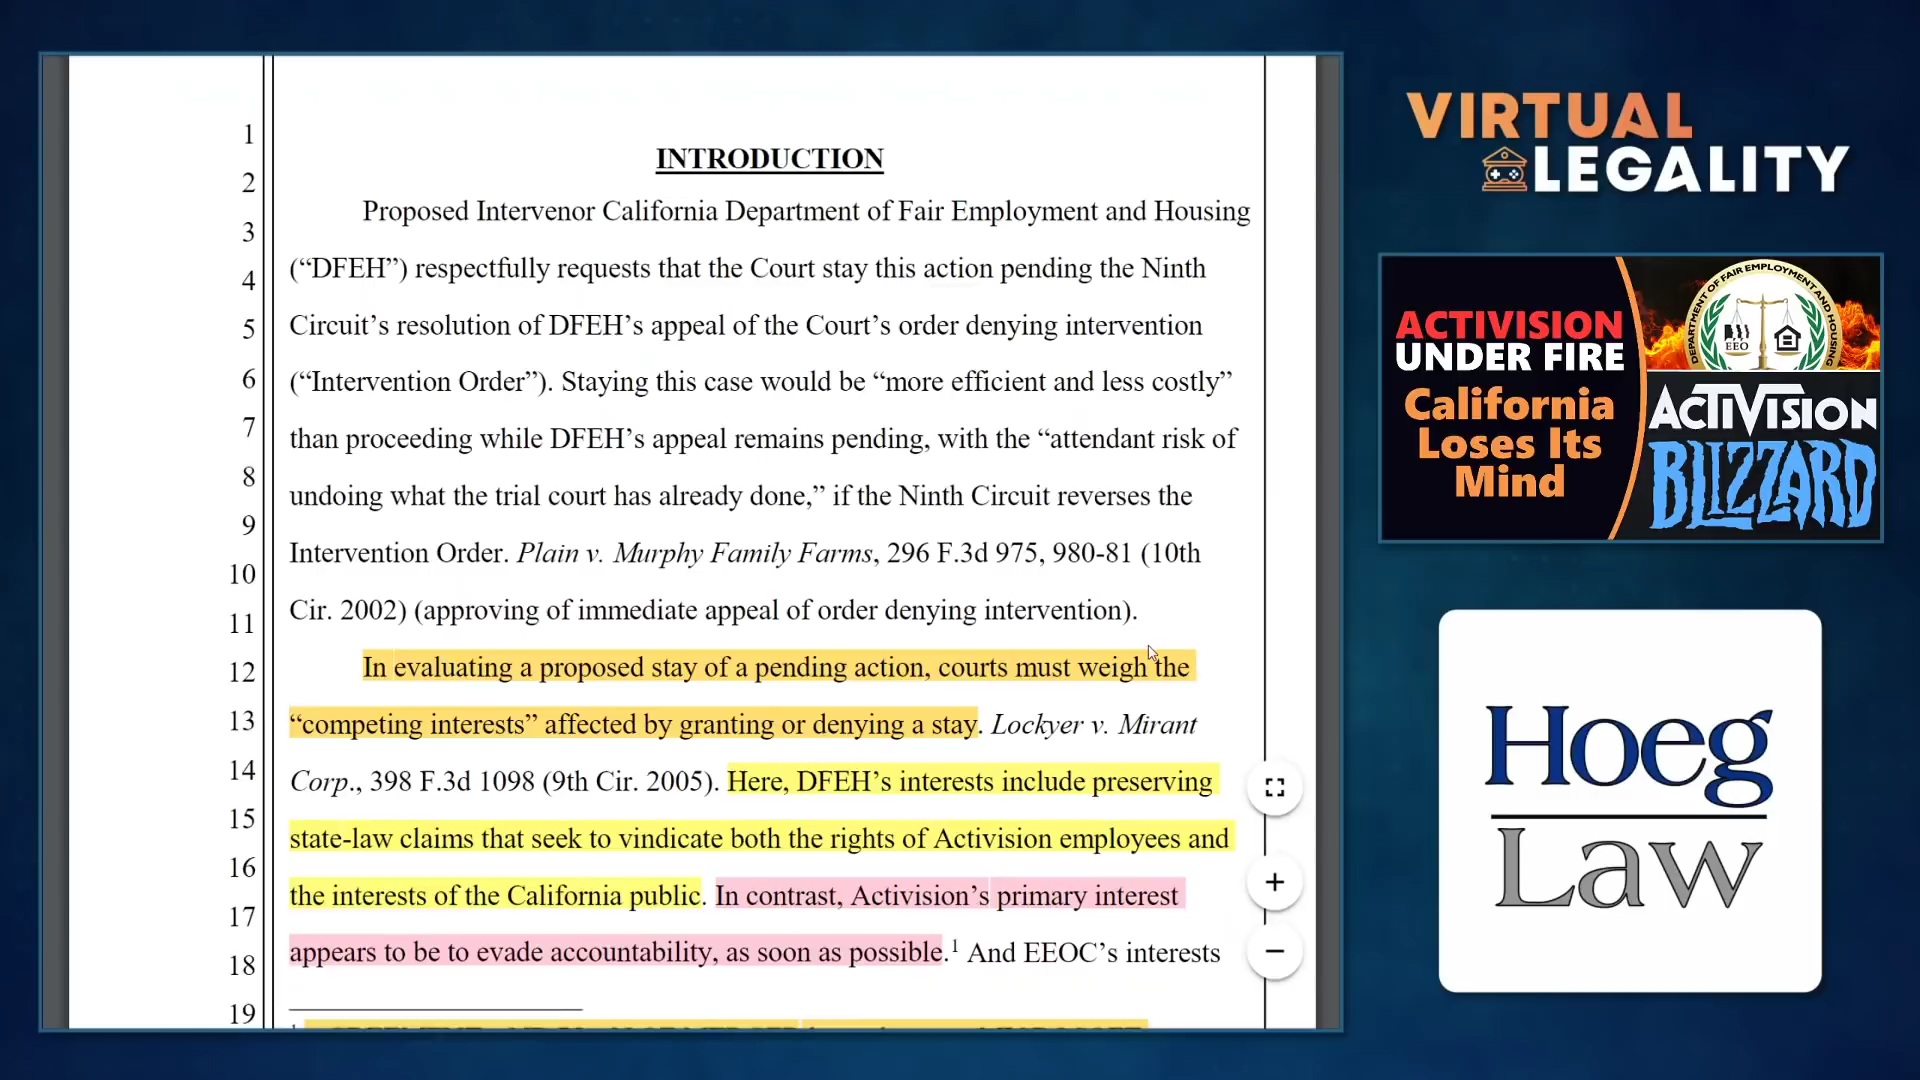 1
INTRODUCTION
2
Proposed Intervenor California Department of Fair Employment and Housing
3
(“DFEH”) respectfully requests that the Court stay this action pending the Ninth
4
Circuit’s resolution of DFEH’s appeal of the Court’s order denying intervention
5
(“Intervention Order”). Staying this case would be “more efficient and less costly”
6
than proceeding while DFEH’s appeal remains pending, with the “attendant risk of
7
undoing what the trial court has already done,” if the Ninth Circuit reverses the
8
9
Intervention Order. Plain v. Murphy Family Farms, 296 F.3d 975, 980-81 (10th
10
Cir. 2002) (approving of immediate appeal of order denying intervention).
11
In evaluating a proposed stay of a pending action, courts must weigh the
12
“competing interests” affected by granting or denying a stay. Lockyer v. Mirant
13
Corp., 398 F.3d 1098 (9th Cir. 2005). Here, DFEH’s interests include preserving
14
state-law claims that seek to vindicate both the rights of Activision employees and
15
16
the interests of the California public. In contrast, Activision’s primary interest
17
appears to be to evade accountability, as soon as possible.1 And EEOC’s interests
18
19
VIRTUAL
LEGALITY
ACTIVISION
UNDER FIRE
California
Loses Its
Mind
DEPARTMENT OF FAIR EMPLOYMENT AND HOUSING
EEO
ACTIVISION
BLIZZARD
Hoeg
Law